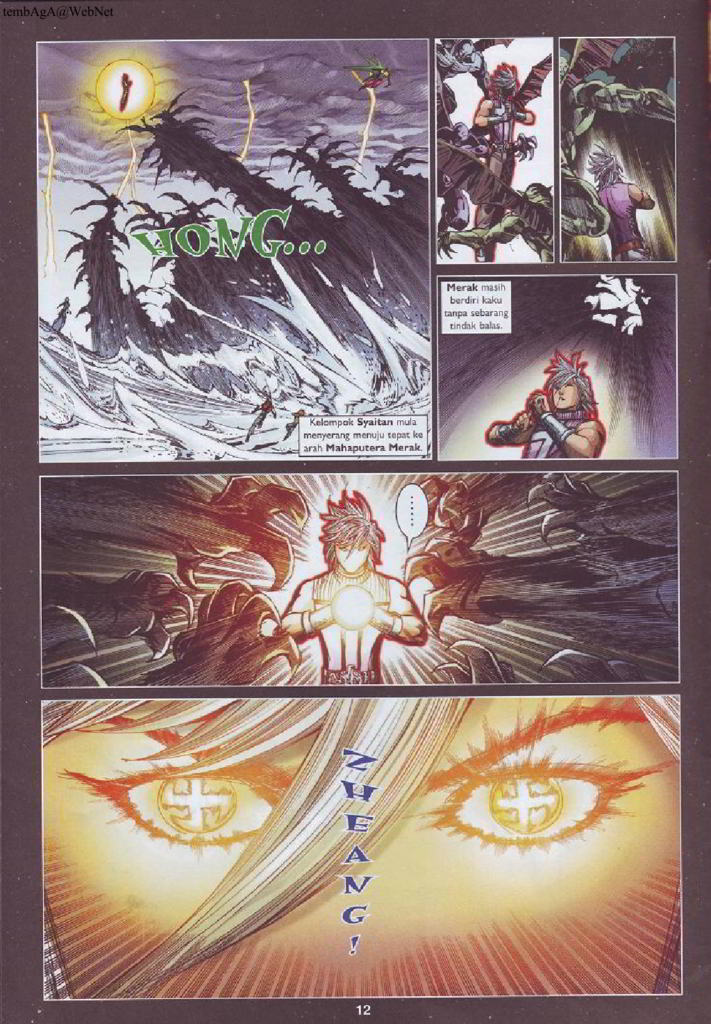 tembAgA@WebNet
HONG...
Kelompok Syaitan mula
menyerang menuju tepat ke
arah Mahaputera Merak.
Merak masih
berdiri kaku
tanpa sebarang
tindak balas.
......
ZHEANG!
12